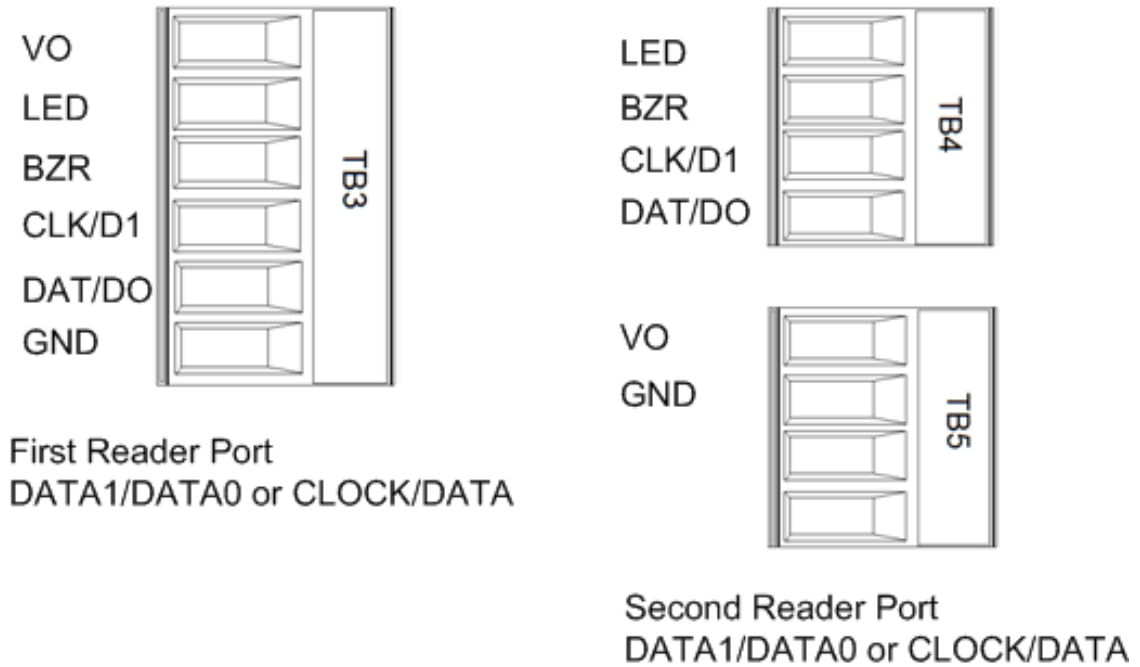 VO
LED
BZR
CLK/D1
DAT/DO
GND
TB3
First Reader Port
DATA1/DATA0 or CLOCK/DATA
LED
BZR
CLK/D1
DAT/DO
TB4
VO
GND
TB5
Second Reader Port
DATA1/DATA0 or CLOCK/DATA